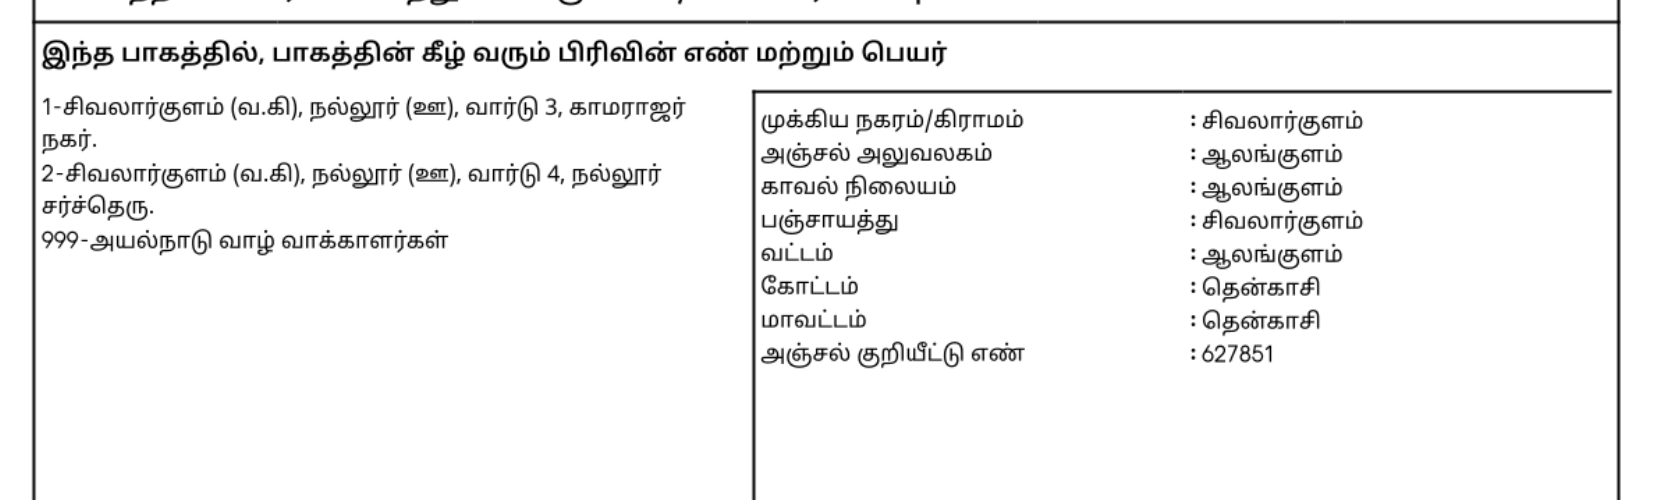 இந்த பாகத்தில், பாகத்தின் கீழ் வரும் பிரிவின் எண் மற்றும் பெயர்
1-சிவலார்குளம் (வ.கி), நல்லூர் (ஊ), வார்டு 3, காமராஜர்
நகர்.
2-சிவலார்குளம் (வ.கி), நல்லூர் (ஊ), வார்டு 4, நல்லூர்
சர்ச்தெரு.
999-அயல்நாடு வாழ் வாக்காளர்கள்
முக்கிய நகரம்/கிராமம் : சிவலார்குளம்
அஞ்சல் அலுவலகம் : ஆலங்குளம்
காவல் நிலையம் : ஆலங்குளம்
பஞ்சாயத்து : சிவலார்குளம்
வட்டம் : ஆலங்குளம்
கோட்டம் : தென்காசி
மாவட்டம் : தென்காசி
அஞ்சல் குறியீட்டு எண் : 627851